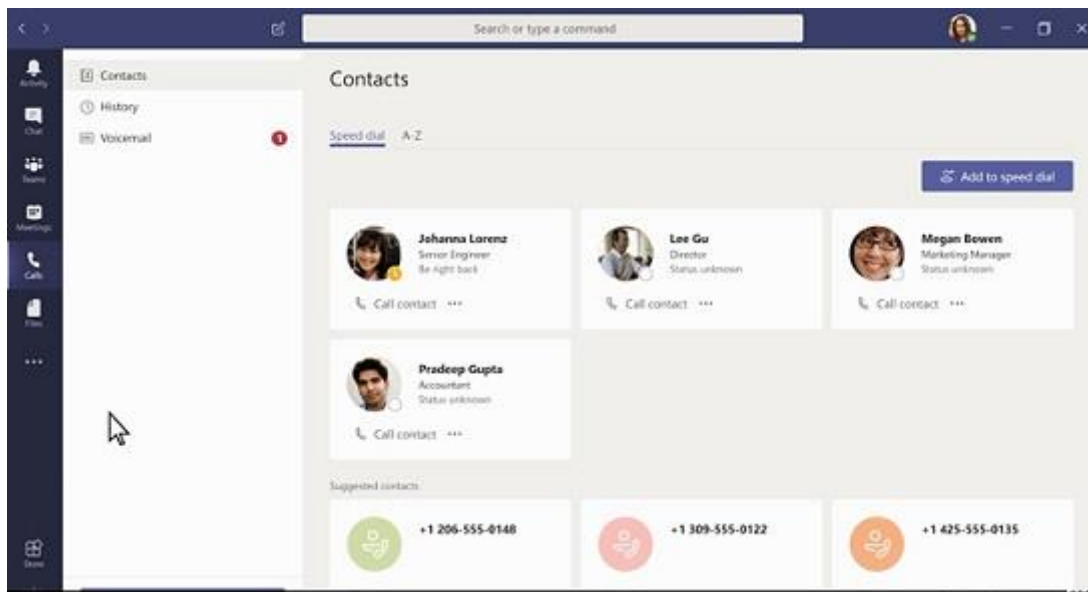 Search or type a command
Activity
Chat
Teams
Meetings
Calls
Files
Store
Contacts
History
Voicemail
1
Contacts
Speed dial
A-Z
Add to speed dial
Johanna Lorenz
Senior Engineer
Be right back
Call contact
Lee Gu
Director
Status unknown
Call contact
Megan Bowen
Marketing Manager
Status unknown
Call contact
Pradeep Gupta
Accountant
Status unknown
Call contact
Suggested contacts
+1 206-555-0148
+1 309-555-0122
+1 425-555-0135